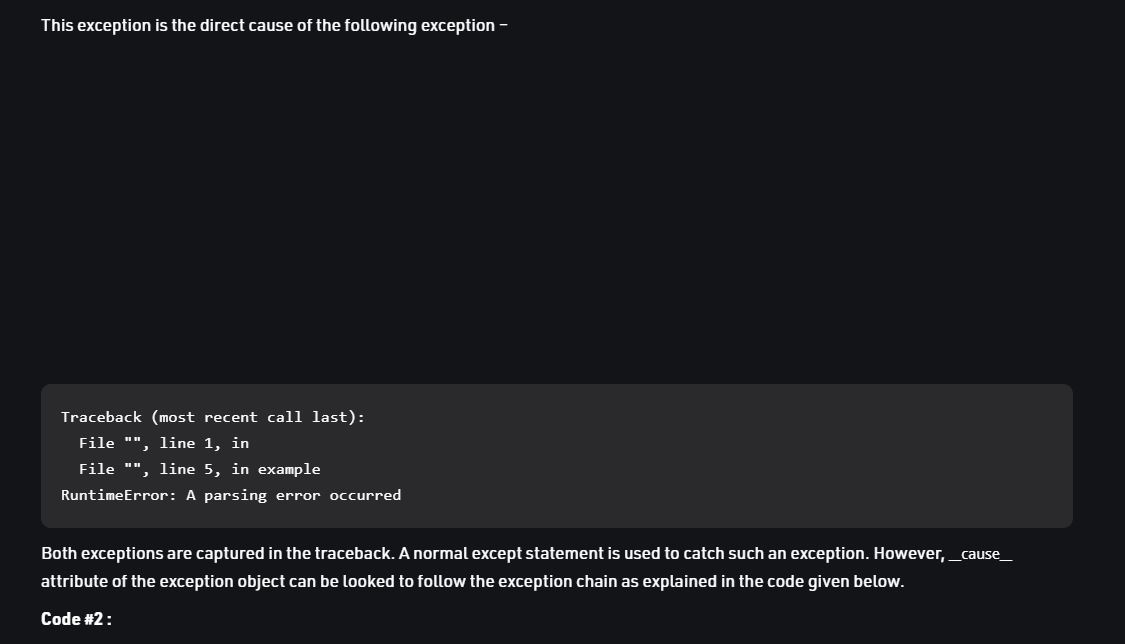 This exception is the direct cause of the following exception –
Traceback (most recent call last):
  File "", line 1, in
  File "", line 5, in example
RuntimeError: A parsing error occurred
Both exceptions are captured in the traceback. A normal except statement is used to catch such an exception. However, __cause__
attribute of the exception object can be looked to follow the exception chain as explained in the code given below.
Code #2 :